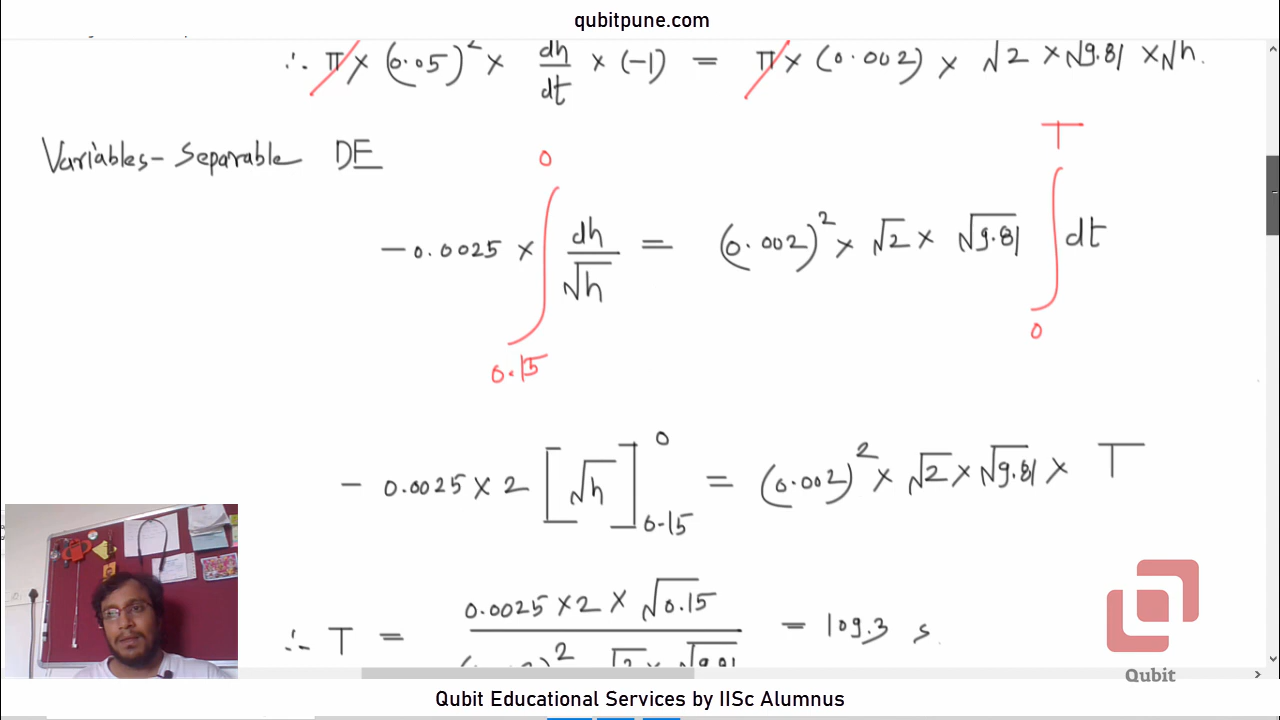 qubitpune.com
∴ π × (0.05)² × dh/dt × (-1) = π × (0.002) × √2 × √9.81 × √h.
Variables-Separable DE
-0.0025 × ∫_{0.15}^{0} dh/√h = (0.002)² × √2 × √9.81 ∫_{0}^{T} dt
- 0.0025 × 2 [√h]_{0.15}^{0} = (0.002)² × √2 × √9.81 × T
∴ T = 0.0025 × 2 × √0.15 / = 109.3 s
Qubit
Qubit Educational Services by IISc Alumnus